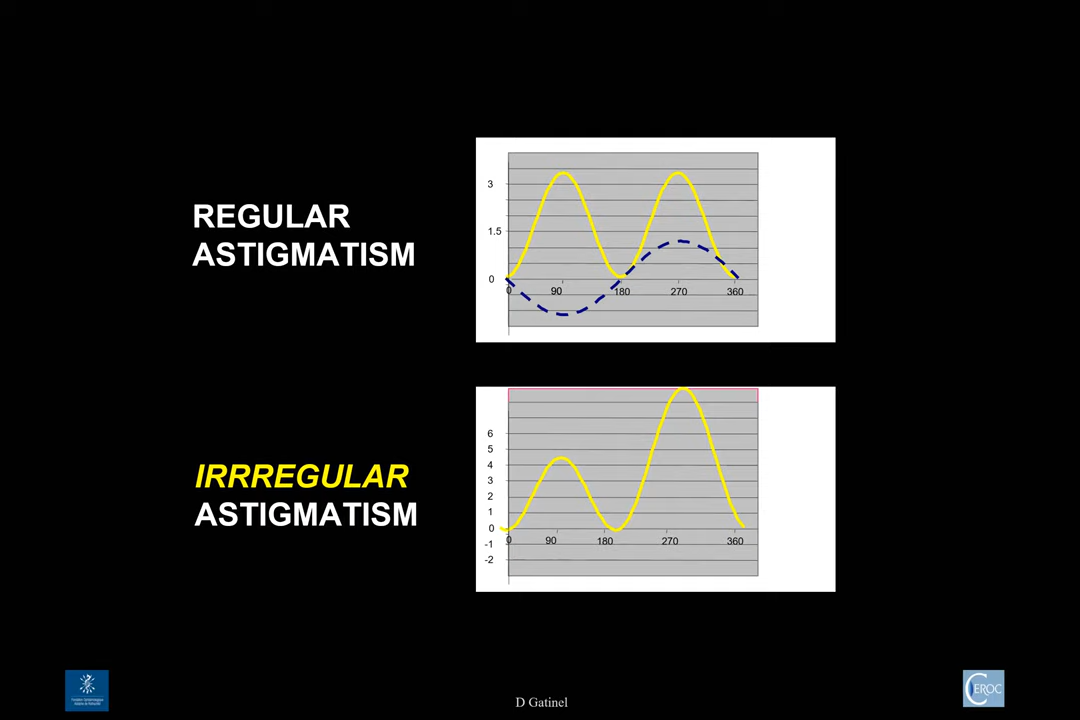 REGULAR
ASTIGMATISM
3
1.5
0
0 90 180 270 360
IRRREGULAR
ASTIGMATISM
6
5
4
3
2
1
0
-1
-2
0 90 180 270 360
D Gatinel
CEROC